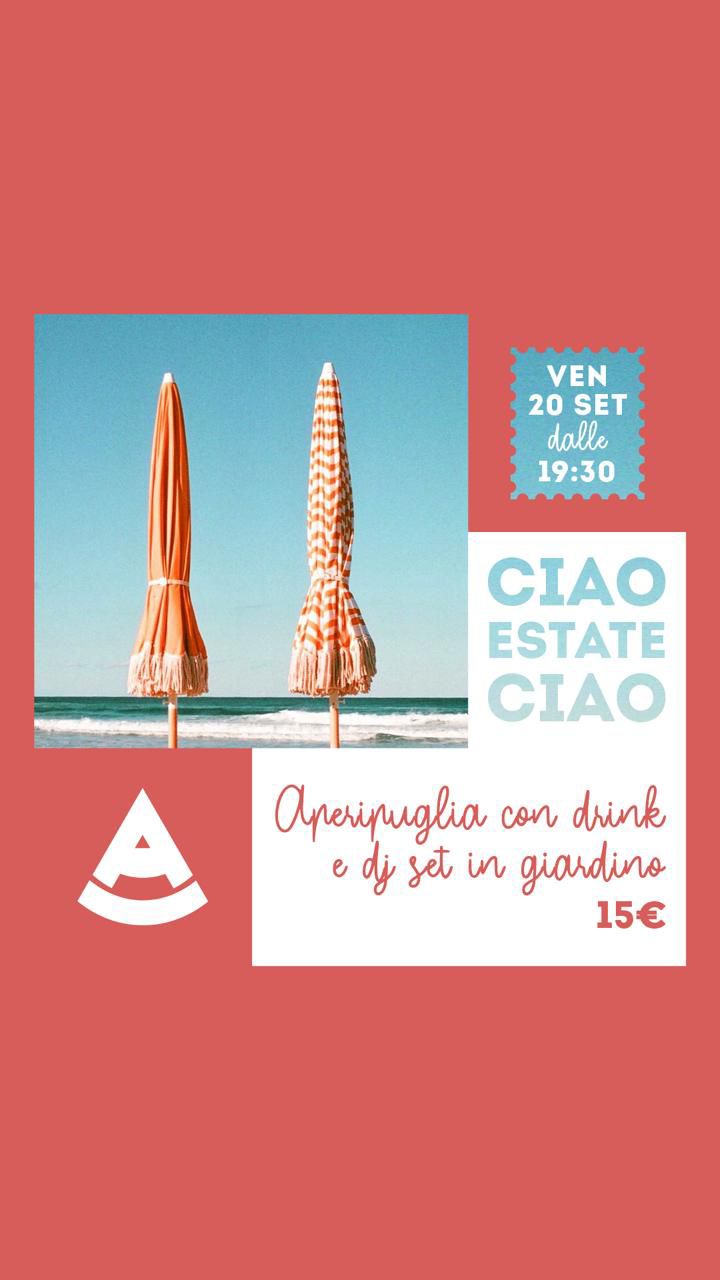 VEN
20 SET
dalle
19:30
CIAO
ESTATE
CIAO
Aperipuglia con drink
e dj set in giardino
15€
A